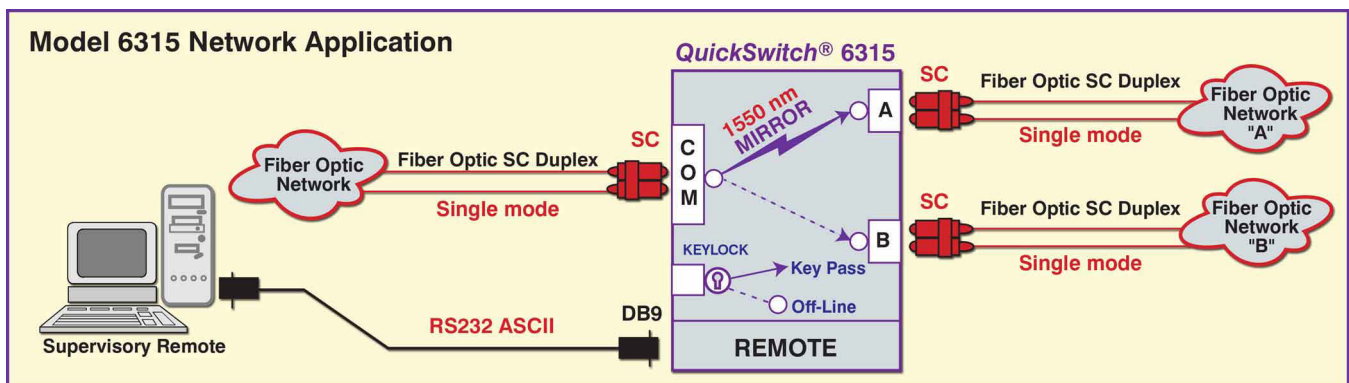 Model 6315 Network Application
QuickSwitch® 6315
SC
Fiber Optic SC Duplex
Single mode
Fiber Optic
Network
"A"
1550 nm
MIRROR
A
SC
Fiber Optic
Network
Fiber Optic SC Duplex
Single mode
COM
B
SC
Fiber Optic SC Duplex
Single mode
Fiber Optic
Network
"B"
KEYLOCK
Key Pass
Off-Line
DB9
RS232 ASCII
REMOTE
Supervisory Remote